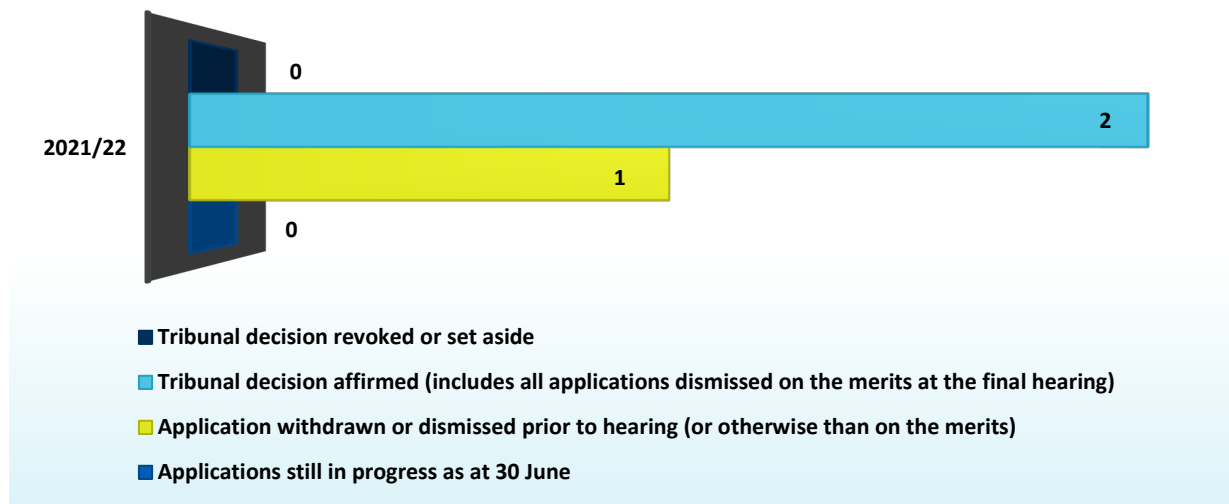 0
2
2021/22
1
0
Tribunal decision revoked or set aside
Tribunal decision affirmed (includes all applications dismissed on the merits at the final hearing)
Application withdrawn or dismissed prior to hearing (or otherwise than on the merits)
Applications still in progress as at 30 June